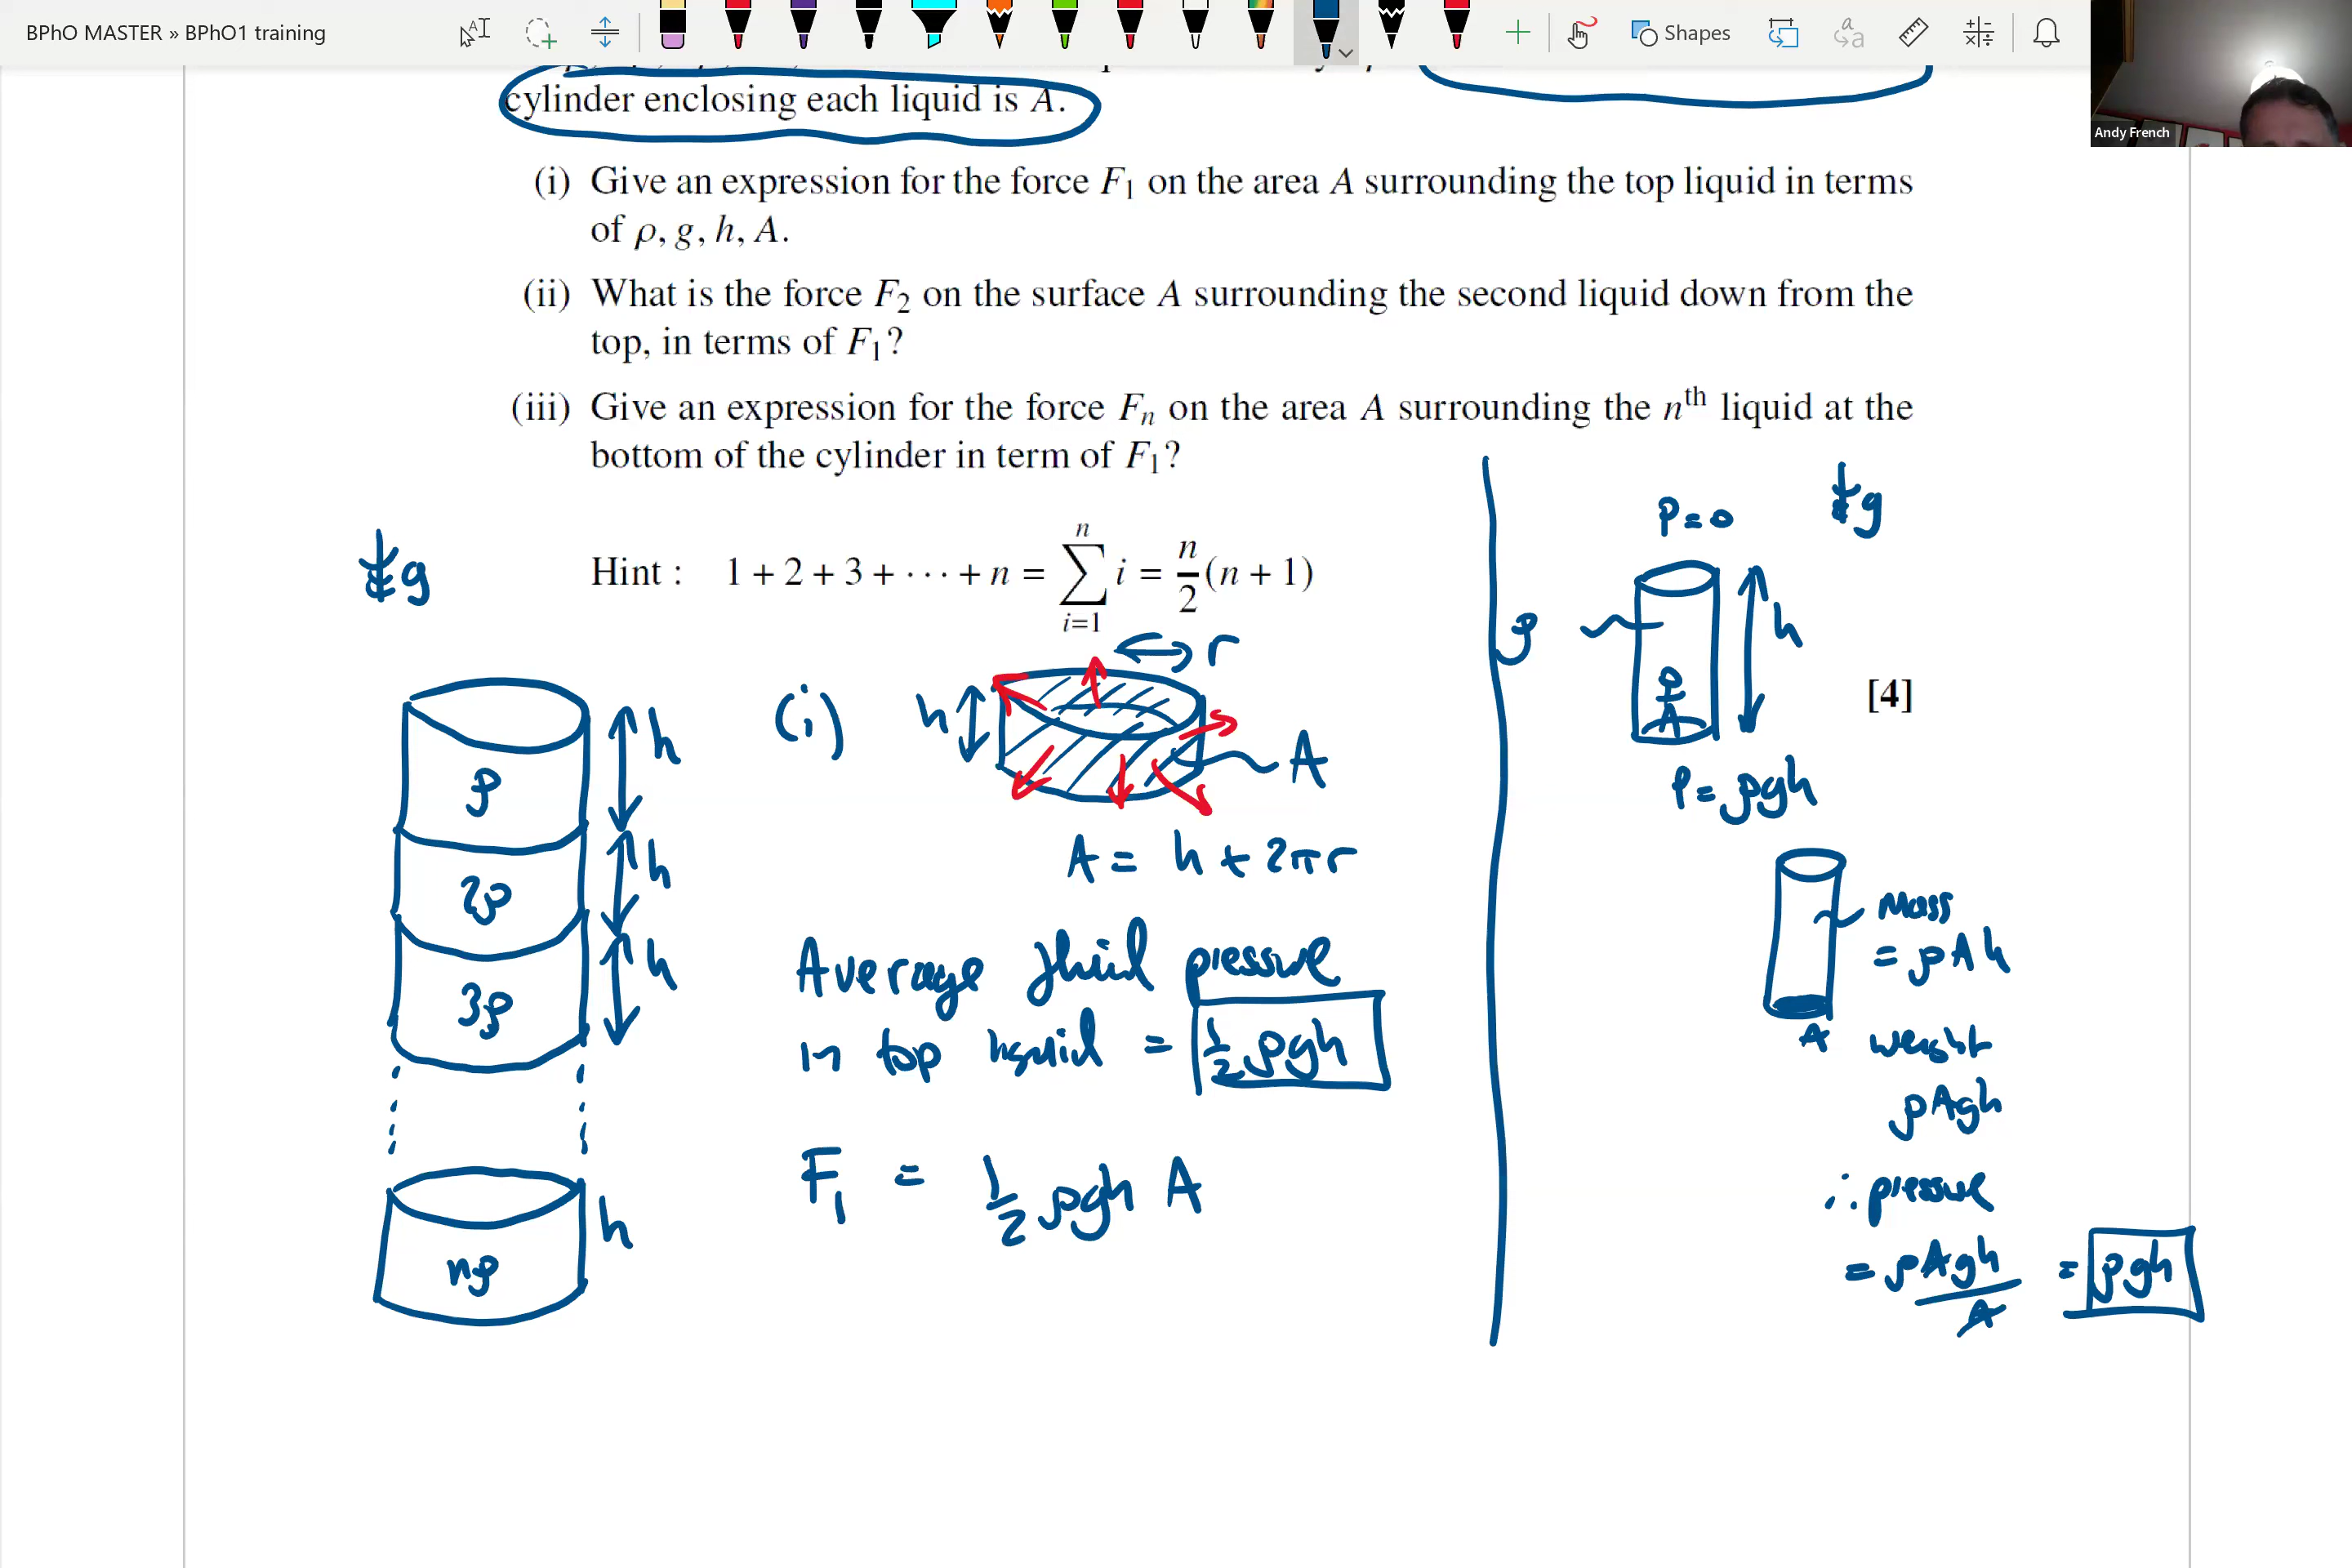 BPhO MASTER » BPhO1 training
Shapes
Andy French
cylinder enclosing each liquid is A.
(i) Give an expression for the force F₁ on the area A surrounding the top liquid in terms
of ρ, g, h, A.
(ii) What is the force F₂ on the surface A surrounding the second liquid down from the
top, in terms of F₁?
(iii) Give an expression for the force Fₙ on the area A surrounding the nᵗʰ liquid at the
bottom of the cylinder in term of F₁?
Hint : 1 + 2 + 3 + · · · + n = ∑ᵢ₌₁ⁿ i = n/2 (n + 1)
[4]
g
ρ
h
2ρ
h
3ρ
h
nρ
h
(i)
h
r
A
A = h × 2πr
Average fluid pressure
in top liquid = ½ρgh
F₁ = ½ρgh A
P=0
g
ρ
h
P
A
P=ρgh
Mass
= ρAh
A
weight
ρAgh
∴ pressure
= ρAgh/A = ρgh